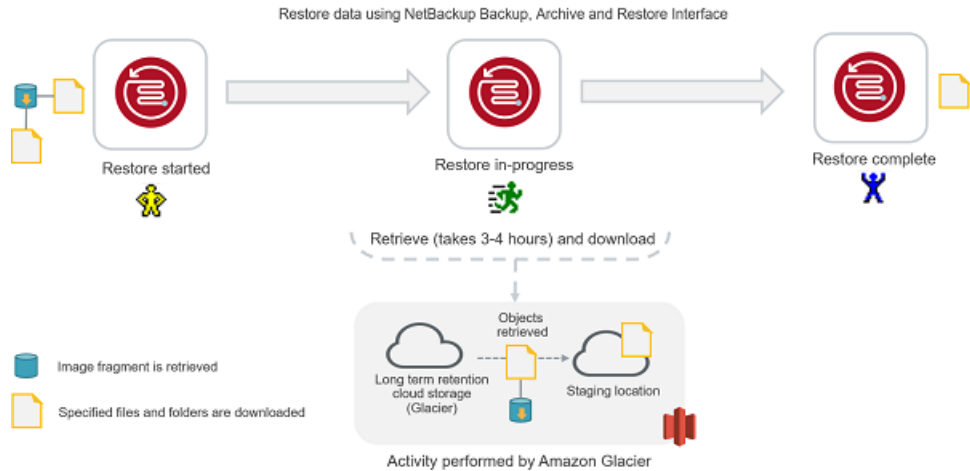 Restore data using NetBackup Backup, Archive and Restore Interface
Restore started
Restore in-progress
Restore complete
Retrieve (takes 3-4 hours) and download
Objects
retrieved
Long term retention
cloud storage
(Glacier)
Staging location
Image fragment is retrieved
Specified files and folders are downloaded
Activity performed by Amazon Glacier